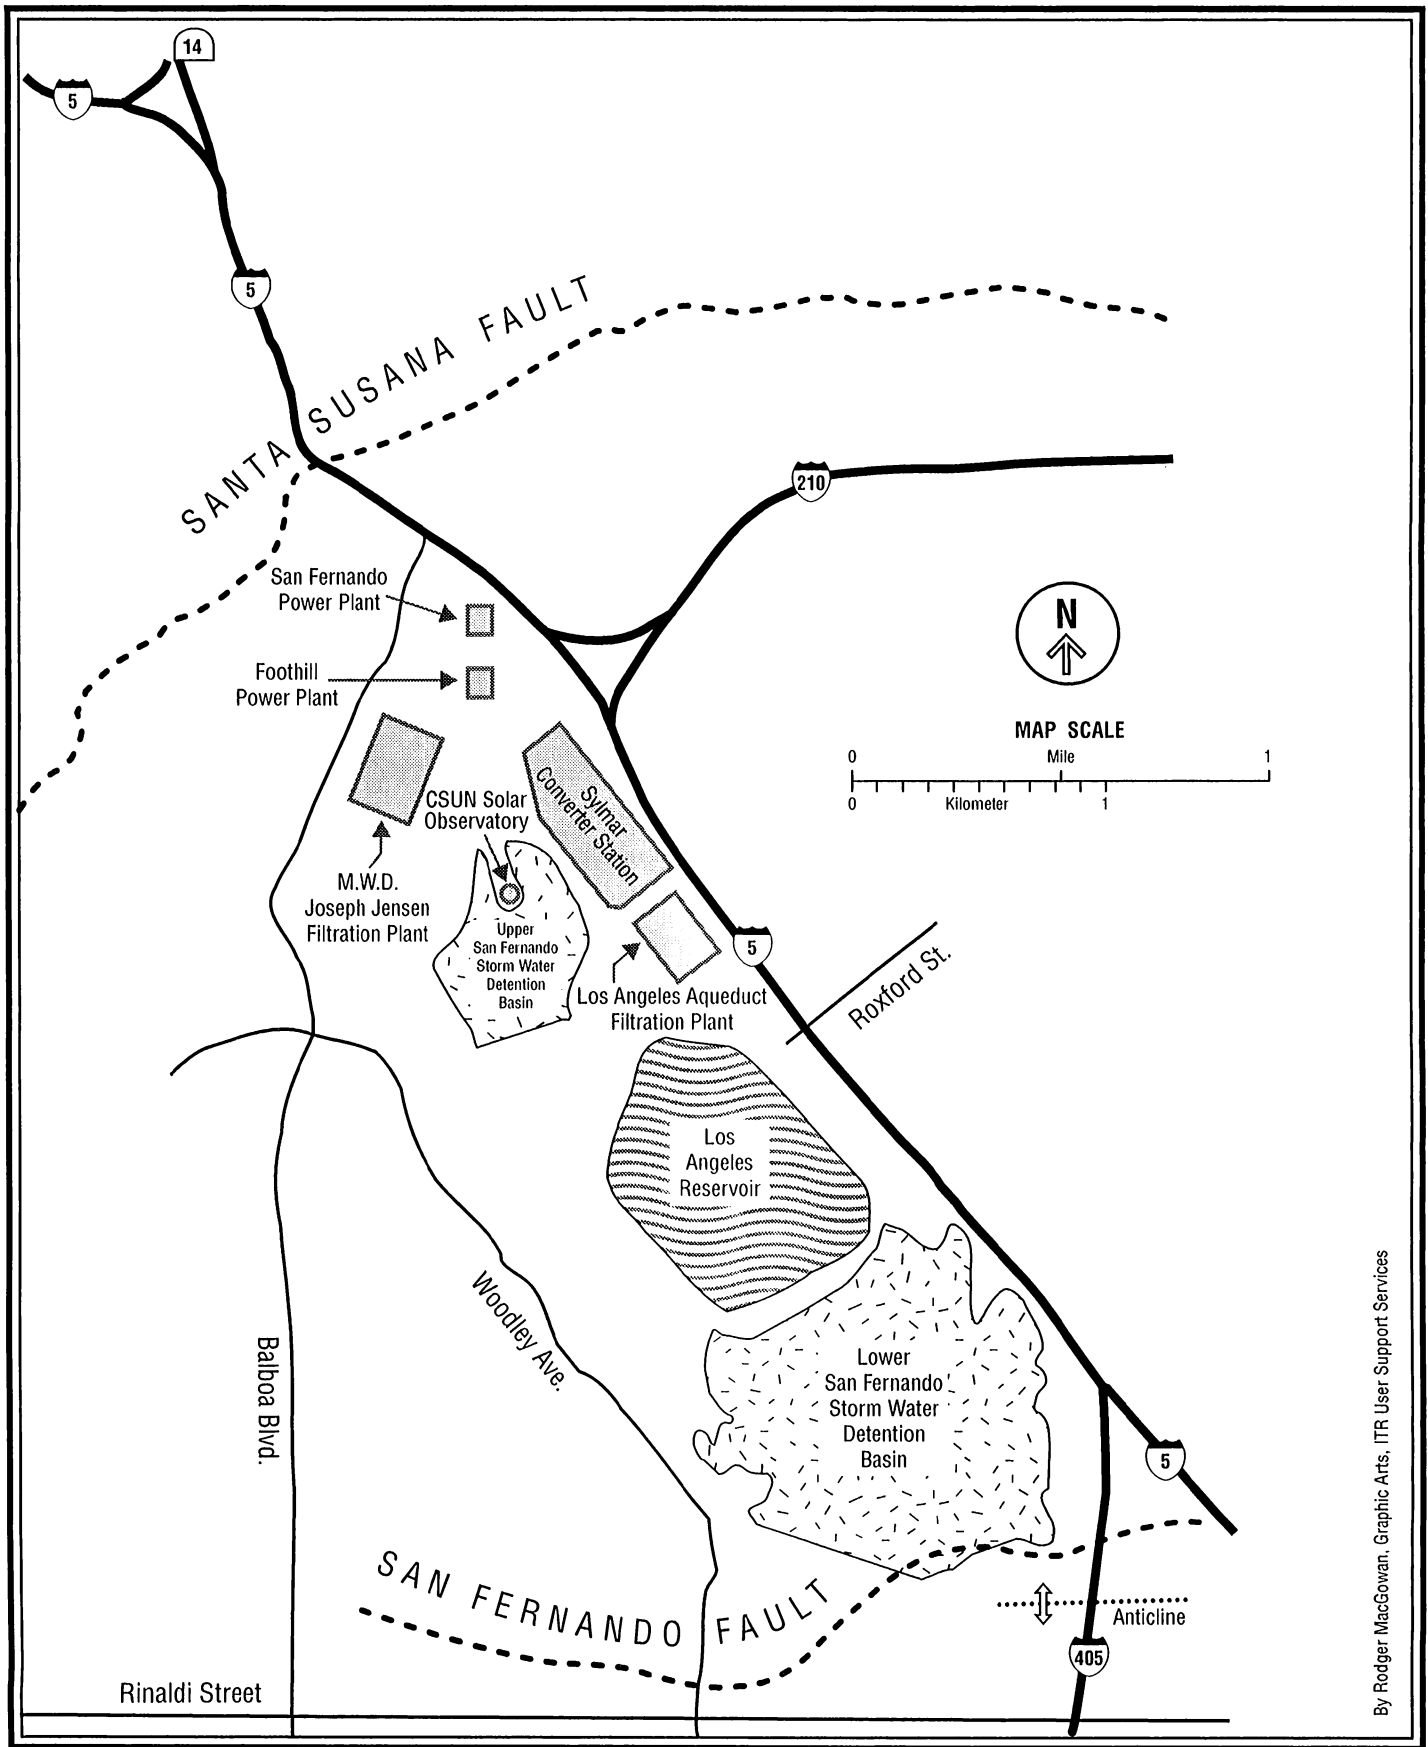 14
5
5
SANTA SUSANA FAULT
210
San Fernando
Power Plant
N
Foothill
Power Plant
MAP SCALE
0 Mile 1
0 Kilometer 1
Sylmar
Converter Station
CSUN Solar
Observatory
M.W.D.
Joseph Jensen
Filtration Plant
Upper
San Fernando
Storm Water
Detention
Basin
5
Roxford St.
Los Angeles Aqueduct
Filtration Plant
Los
Angeles
Reservoir
Woodley Ave.
Balboa Blvd.
Lower
San Fernando
Storm Water
Detention
Basin
5
SAN FERNANDO FAULT
Anticline
405
Rinaldi Street
By Rodger MacGowan, Graphic Arts, ITR User Support Services